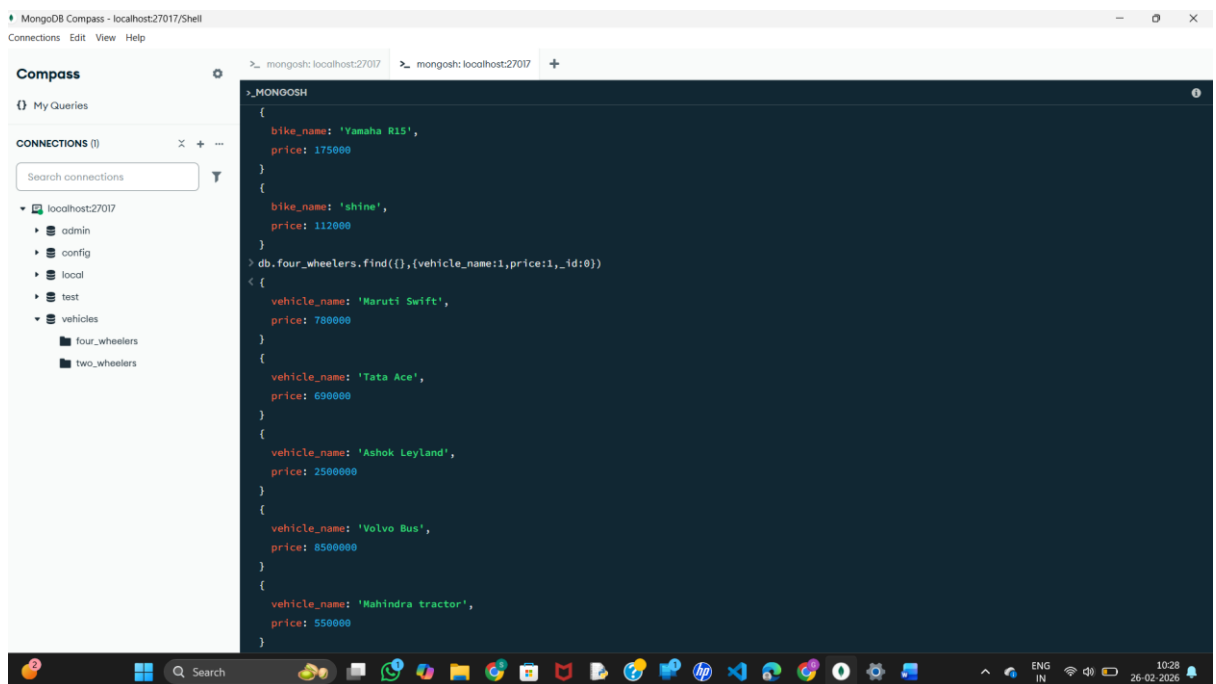 MongoDB Compass - localhost:27017/Shell
Connections Edit View Help
Compass
>_ mongosh: localhost:27017 >_ mongosh: localhost:27017 +
{} My Queries
>_MONGOSH
CONNECTIONS (1)
Search connections
localhost:27017
admin
config
local
test
vehicles
four_wheelers
two_wheelers
{
bike_name: 'Yamaha R15',
price: 175000
}
{
bike_name: 'shine',
price: 112000
}
> db.four_wheelers.find({},{vehicle_name:1,price:1,_id:0})
< {
vehicle_name: 'Maruti Swift',
price: 780000
}
{
vehicle_name: 'Tata Ace',
price: 690000
}
{
vehicle_name: 'Ashok Leyland',
price: 2500000
}
{
vehicle_name: 'Volvo Bus',
price: 8500000
}
{
vehicle_name: 'Mahindra tractor',
price: 550000
}
2
Search
1
hp
ENG
IN
10:28
26-02-2026